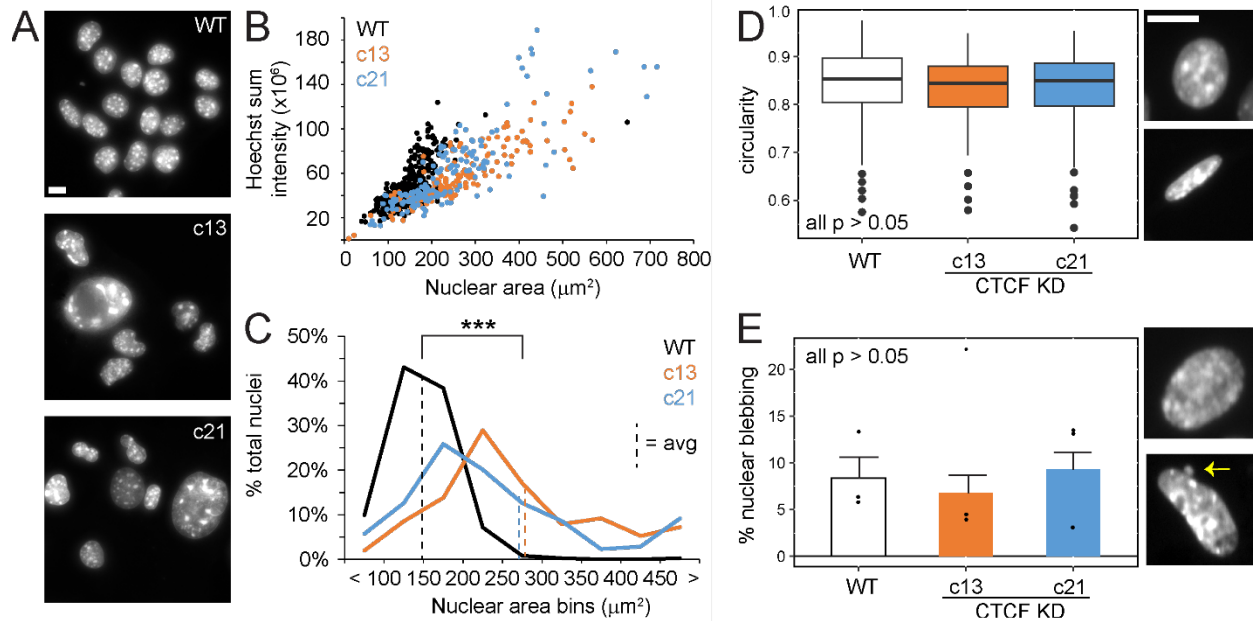 A
WT
c13
c21
B
WT
c13
c21
Hoechst sum
intensity (x10⁶)
180
140
100
60
20
0 100 200 300 400 500 600 700 800
Nuclear area (μm²)
C
***
WT
c13
c21
= avg
% total nuclei
50%
40%
30%
20%
10%
0%
< 100 150 200 250 300 350 400 450 >
Nuclear area bins (μm²)
D
circularity
1.0
0.9
0.8
0.7
0.6
all p > 0.05
WT c13 c21
CTCF KD
E
all p > 0.05
% nuclear blebbing
20
15
10
5
0
WT c13 c21
CTCF KD